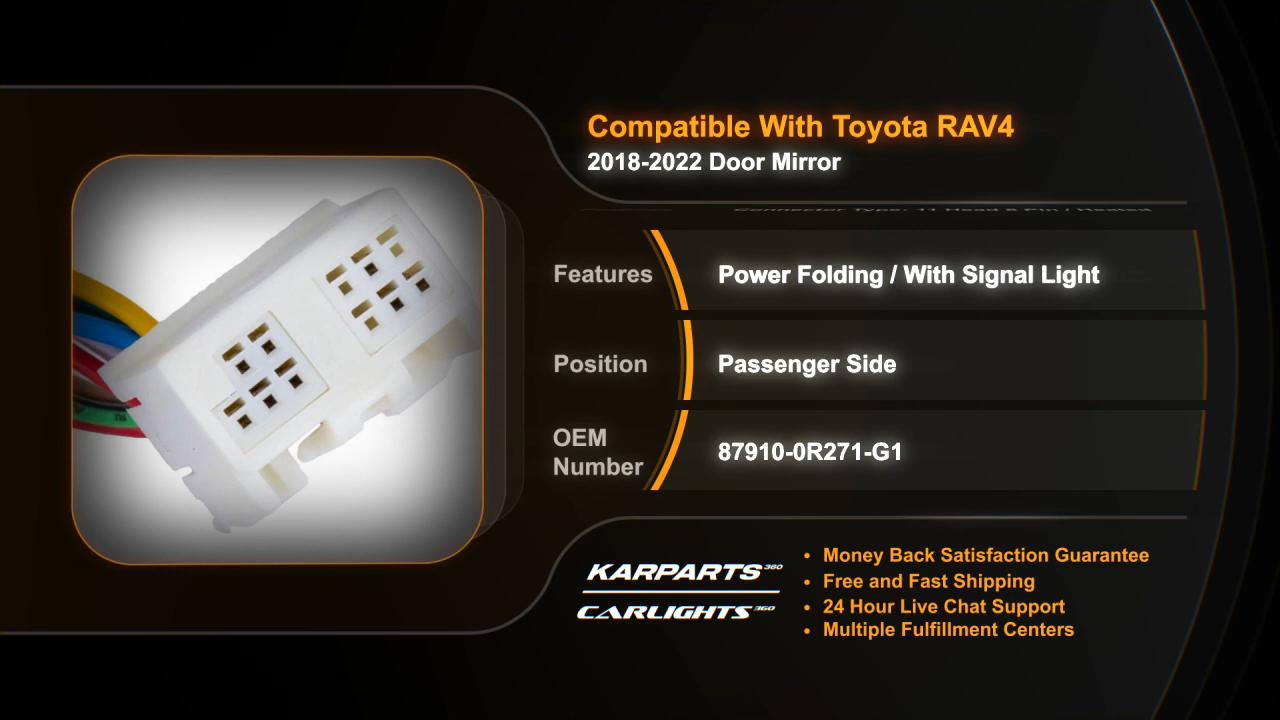 Compatible With Toyota RAV4
2018-2022 Door Mirror
Features
Power Folding / With Signal Light
Position
Passenger Side
OEM
Number
87910-0R271-G1
KARPARTS360
CARLIGHTS360
• Money Back Satisfaction Guarantee
• Free and Fast Shipping
• 24 Hour Live Chat Support
• Multiple Fulfillment Centers